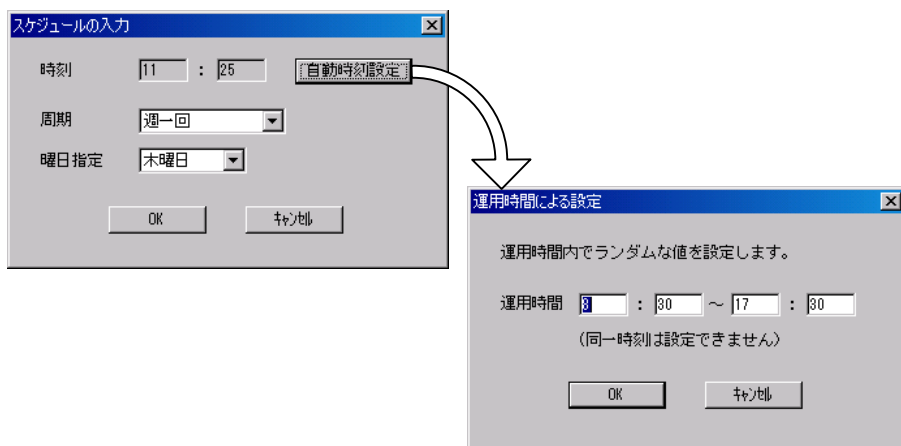 スケジュールの入力
時刻 11 : 25 自動時刻設定
周期 週一回
曜日指定 木曜日
OK ｷｬﾝｾﾙ
運用時間による設定
運用時間内でランダムな値を設定します。
運用時間 8 : 30 ～ 17 : 30
(同一時刻は設定できません)
OK ｷｬﾝｾﾙ